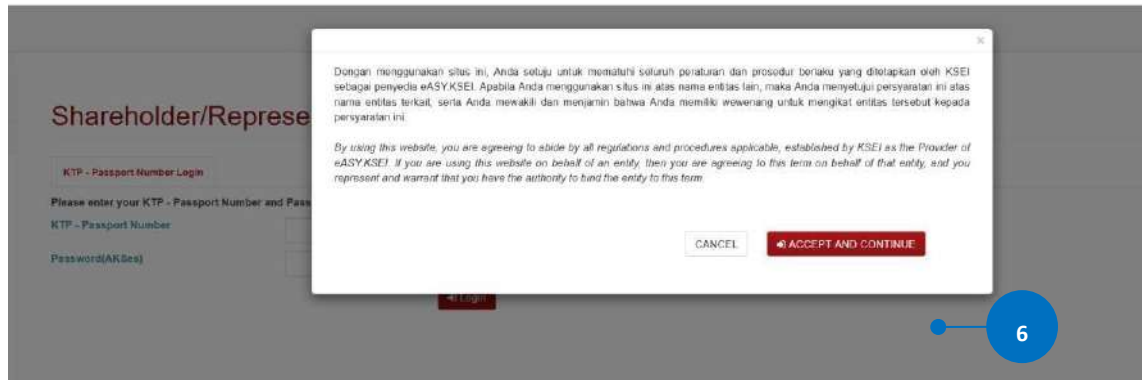 ×
Dengan menggunakan situs ini, Anda setuju untuk mematuhi seluruh peraturan dan prosedur berlaku yang ditetapkan oleh KSEI
sebagai penyedia eASY.KSEI. Apabila Anda menggunakan situs ini atas nama entitas lain, maka Anda menyetujui persyaratan ini atas
nama entitas terkait, serta Anda mewakili dan menjamin bahwa Anda memiliki wewenang untuk mengikat entitas tersebut kepada
persyaratan ini.
By using this website, you are agreeing to abide by all regulations and procedures applicable, established by KSEI as the Provider of
eASY.KSEI. If you are using this website on behalf of an entity, then you are agreeing to this term on behalf of that entity, and you
represent and warrant that you have the authority to bind the entity to this term.
CANCEL
ACCEPT AND CONTINUE
Shareholder/Represe
KTP - Passport Number Login
Please enter your KTP - Passport Number and Pass
KTP - Passport Number
Password(AKSes)
Login
6